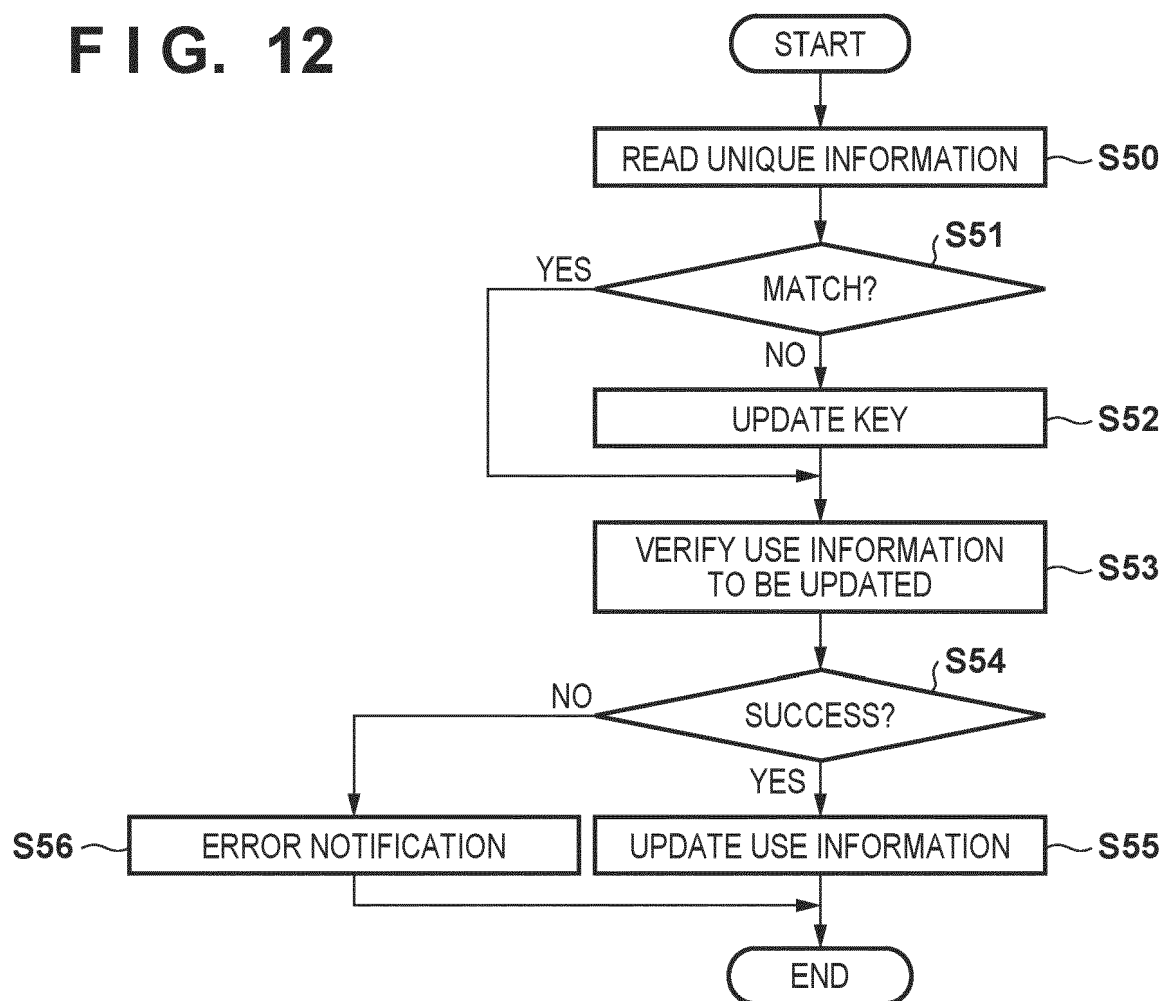 FIG. 12
START
READ UNIQUE INFORMATION
S50
S51
YES
MATCH?
NO
UPDATE KEY
S52
VERIFY USE INFORMATION
TO BE UPDATED
S53
S54
NO
SUCCESS?
YES
S56
ERROR NOTIFICATION
UPDATE USE INFORMATION
S55
END